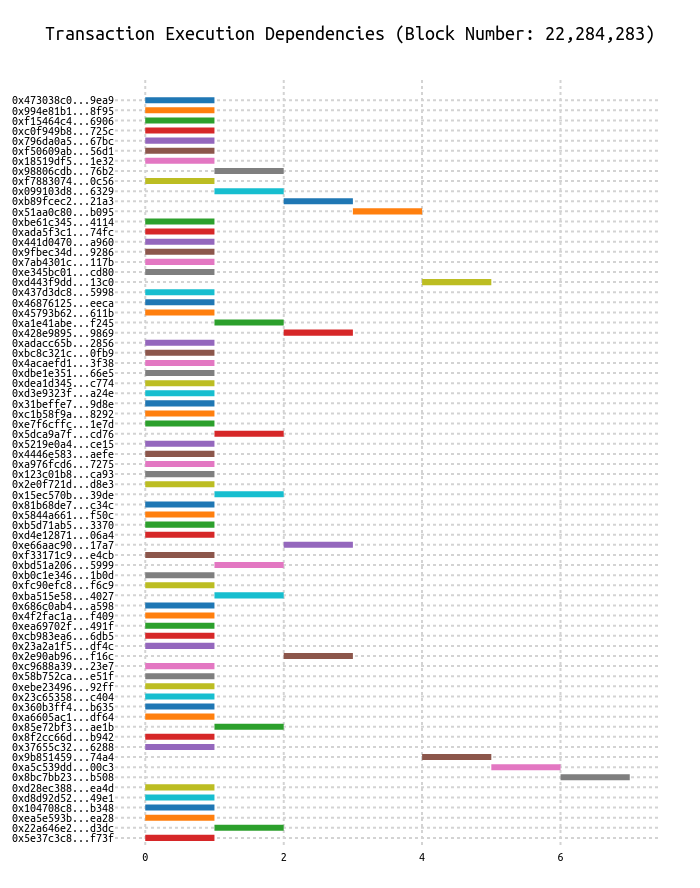 Transaction Execution Dependencies (Block Number: 22,284,283)
0x473038c0...9ea9
0x994e81b1...8f95
0xf15464c4...6906
0xc0f949b8...725c
0x796da0a5...67bc
0xf50609ab...56d1
0x18519df5...1e32
0x98806cdb...76b2
0xf7883074...0c56
0x099103d8...6329
0xb89fcec2...21a3
0x51aa0c80...b095
0xbe61c345...4114
0xada5f3c1...74fc
0x441d0470...a960
0x9fbec34d...9286
0x7ab4301c...117b
0xe345bc01...cd80
0xd443f9dd...13c0
0x437d3dc8...5998
0x46876125...eeca
0x45793b62...611b
0xa1e41abe...f245
0x428e9895...9869
0xadacc65b...2856
0xbc8c321c...0fb9
0x4acaefd1...3f38
0xdbe1e351...66e5
0xdea1d345...c774
0xd3e9323f...a24e
0x31beffe7...9d8e
0xc1b58f9a...8292
0xe7f6cffc...1e7d
0x5dca9a7f...cd76
0x5219e0a4...ce15
0x4446e583...aefe
0xa976fcd6...7275
0x123c01b8...ca93
0x2e0f721d...d8e3
0x15ec570b...39de
0x81b68de7...c34c
0x5844a661...f50c
0xb5d71ab5...3370
0xd4e12871...06a4
0xe66aac90...17a7
0xf33171c9...e4cb
0xbd51a206...5999
0xb0c1e346...1b0d
0xfc90efc8...f6c9
0xba515e58...4027
0x686c0ab4...a598
0x4f2fac1a...f409
0xea69702f...491f
0xcb983ea6...6db5
0x23a2a1f5...df4c
0x2e90ab96...f16c
0xc9688a39...23e7
0x58b752ca...e51f
0xebe23496...92ff
0x23c65358...c404
0x360b3ff4...b635
0xa6605ac1...df64
0x85e72bf3...ae1b
0x8f2cc66d...b942
0x37655c32...6288
0x9b851459...74a4
0xa5c539dd...00c3
0x8bc7bb23...b508
0xd28ec388...ea4d
0xd8d92d52...49e1
0x104708c8...b348
0xea5e593b...ea28
0x22a646e2...d3dc
0x5e37c3c8...f73f
0 2 4 6